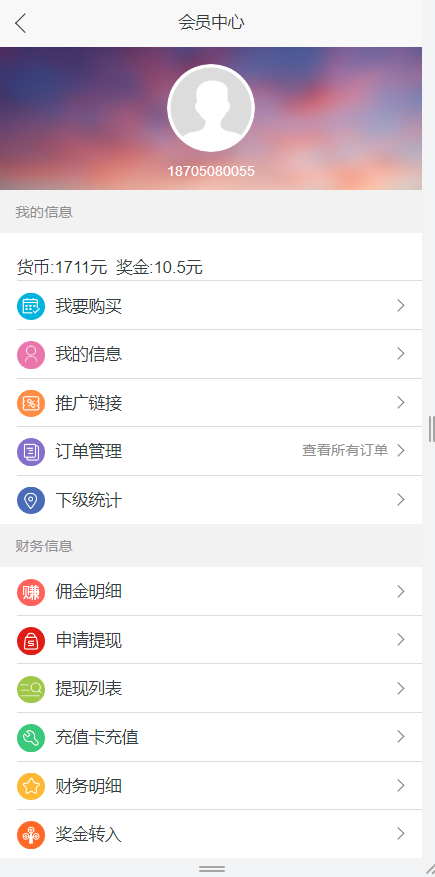 会员中心
18705080055
我的信息
货币:1711元 奖金:10.5元
我要购买
我的信息
推广链接
订单管理 查看所有订单
下级统计
财务信息
赚 佣金明细
申请提现
提现列表
充值卡充值
财务明细
奖金转入